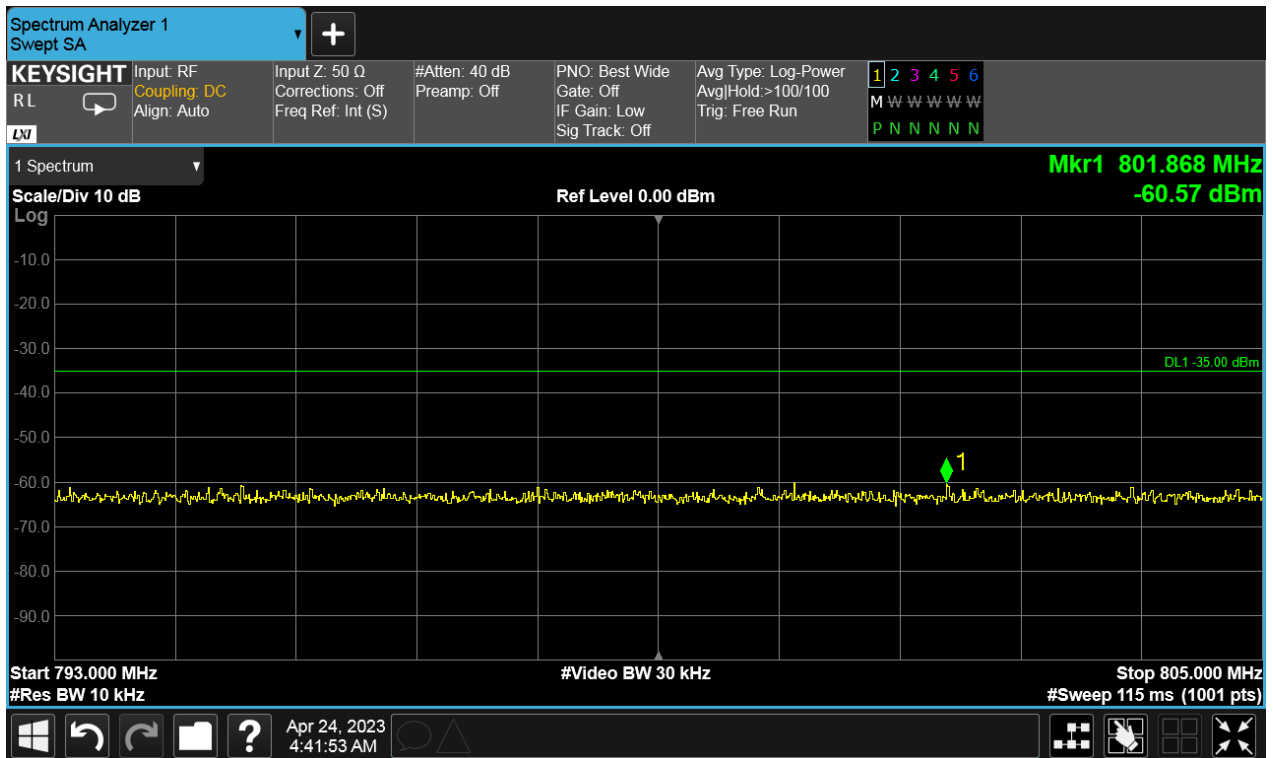 Spectrum Analyzer 1
Swept SA
KEYSIGHT
R L
LXI
Input: RF
Coupling: DC
Align: Auto
Input Z: 50 Ω
Corrections: Off
Freq Ref: Int (S)
#Atten: 40 dB
Preamp: Off
PNO: Best Wide
Gate: Off
IF Gain: Low
Sig Track: Off
Avg Type: Log-Power
Avg|Hold:>100/100
Trig: Free Run
1 2 3 4 5 6
M W W W W W
P N N N N N
1 Spectrum
Mkr1 801.868 MHz
-60.57 dBm
Scale/Div 10 dB
Ref Level 0.00 dBm
Log
-10.0
-20.0
-30.0
DL1 -35.00 dBm
-40.0
-50.0
1
-60.0
-70.0
-80.0
-90.0
Start 793.000 MHz
#Video BW 30 kHz
Stop 805.000 MHz
#Res BW 10 kHz
#Sweep 115 ms (1001 pts)
?
Apr 24, 2023
4:41:53 AM